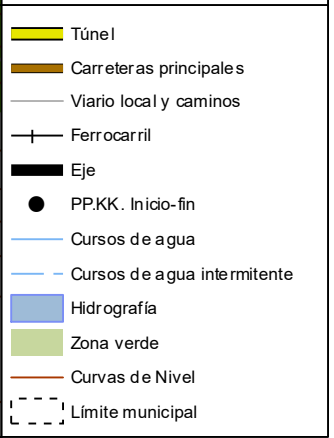 Túnel
Carreteras principales
Viario local y caminos
Ferrocarril
Eje
PP.KK. Inicio-fin
Cursos de agua
Cursos de agua intermitente
Hidrografía
Zona verde
Curvas de Nivel
Límite municipal